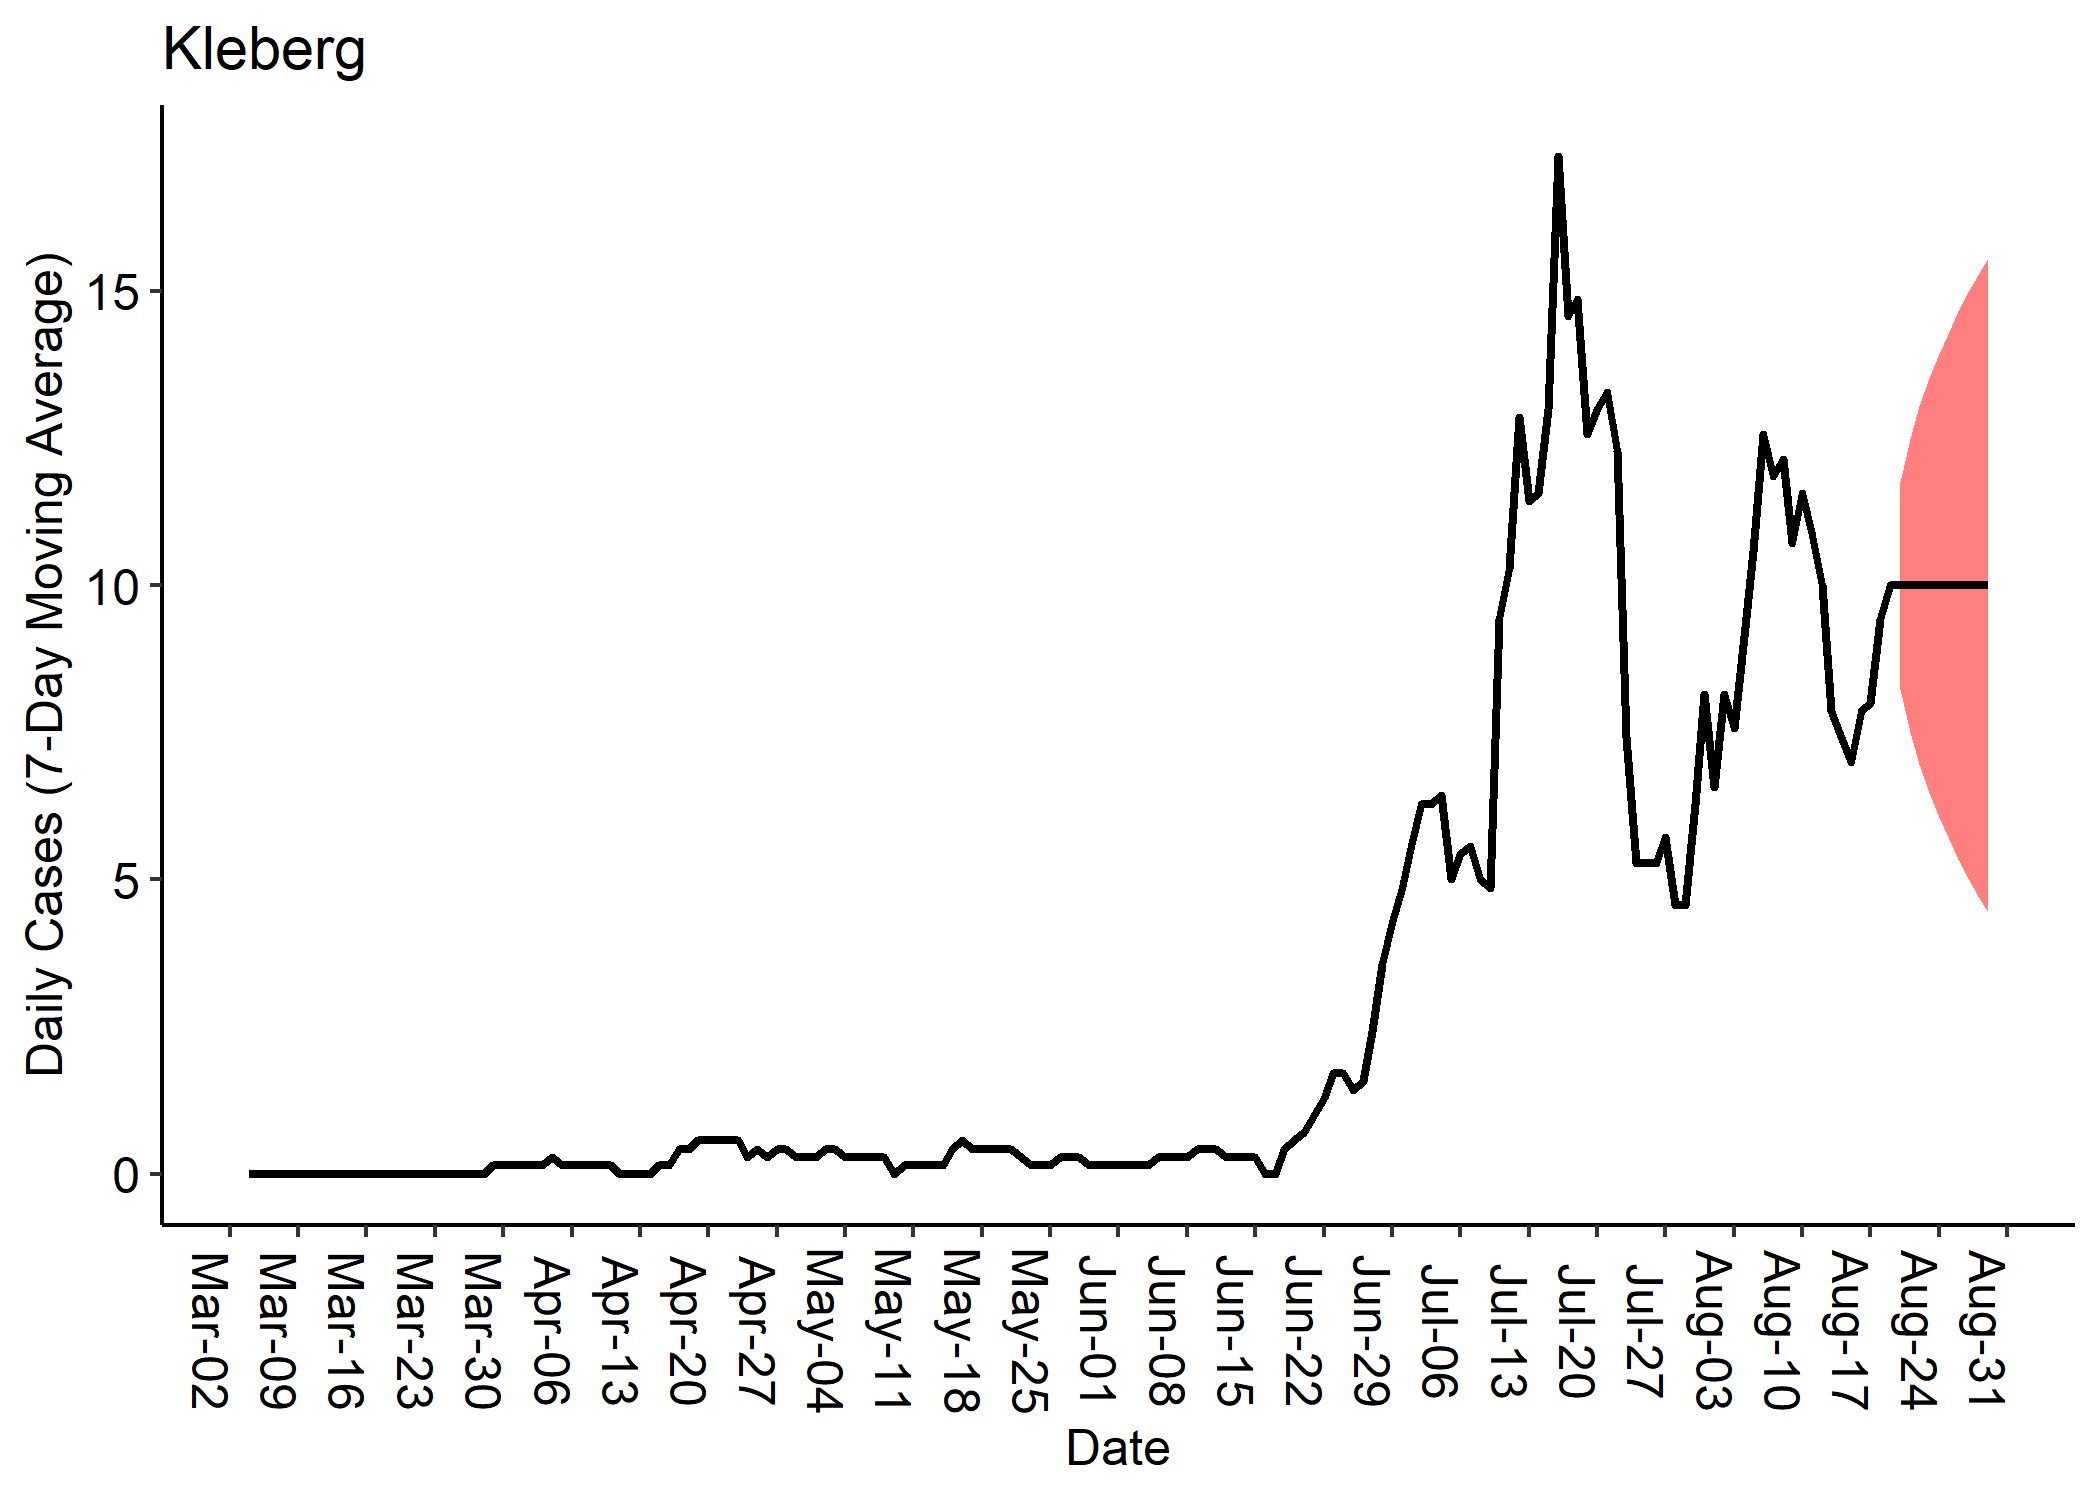 Kleberg
Daily Cases (7-Day Moving Average)
15
10
5
0
Mar-02
Mar-09
Mar-16
Mar-23
Mar-30
Apr-06
Apr-13
Apr-20
Apr-27
May-04
May-11
May-18
May-25
Jun-01
Jun-08
Jun-15
Jun-22
Jun-29
Jul-06
Jul-13
Jul-20
Jul-27
Aug-03
Aug-10
Aug-17
Aug-24
Aug-31
Date